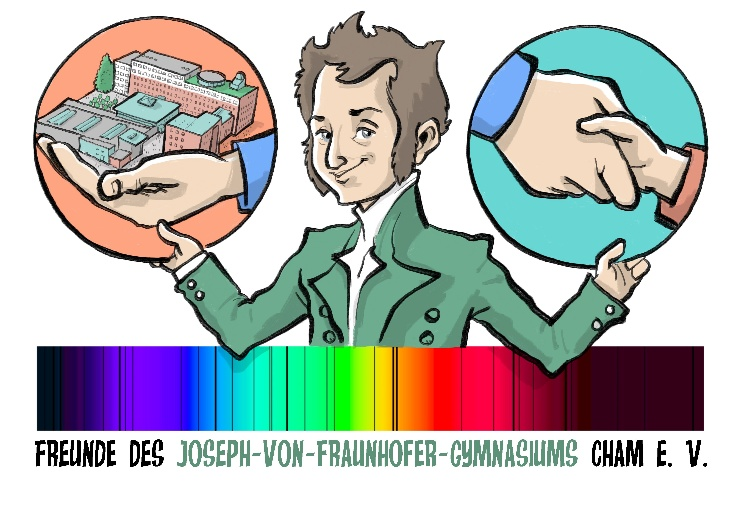 FREUNDE DES JOSEPH-VON-FRAUNHOFER-GYMNASIUMS CHAM E. V.